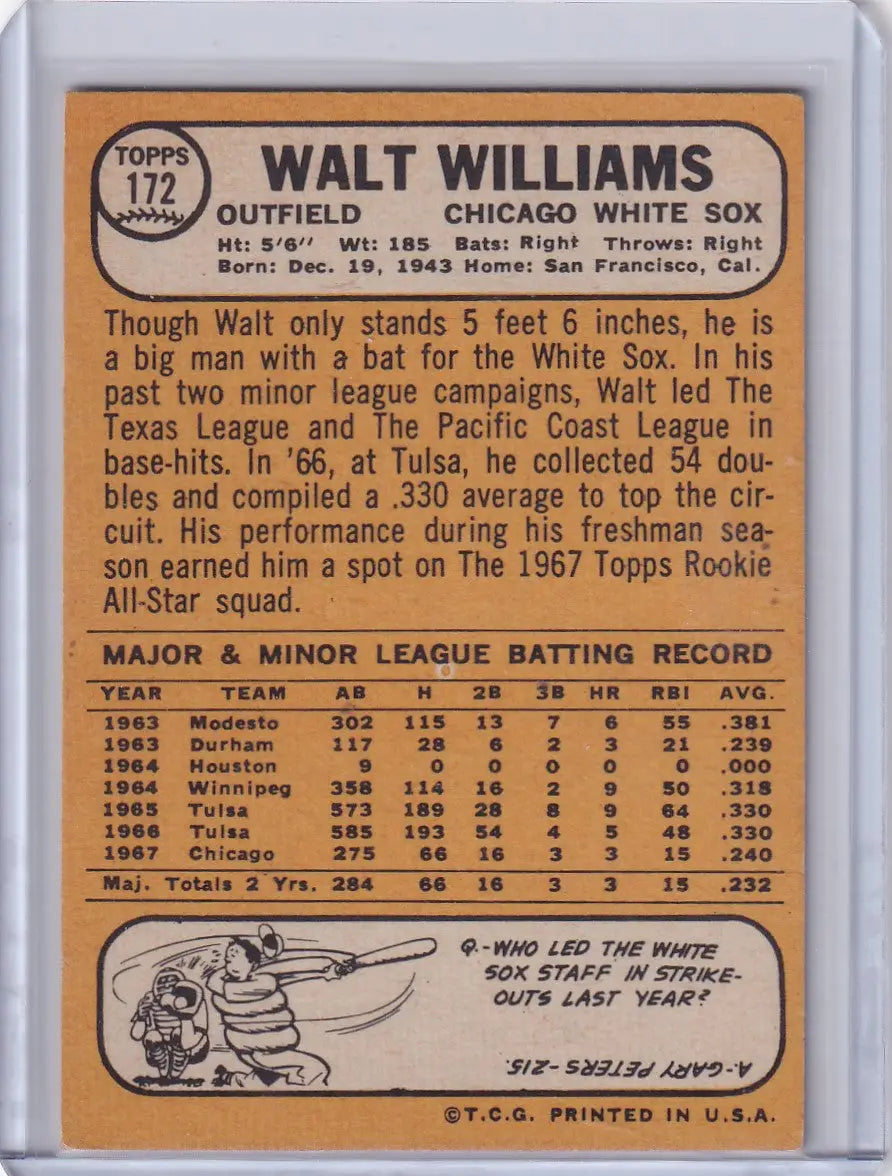 TOPPS
172
WALT WILLIAMS
OUTFIELD CHICAGO WHITE SOX
Ht: 5'6" Wt: 185 Bats: Right Throws: Right
Born: Dec. 19, 1943 Home: San Francisco, Cal.
Though Walt only stands 5 feet 6 inches, he is
a big man with a bat for the White Sox. In his
past two minor league campaigns, Walt led The
Texas League and The Pacific Coast League in
base-hits. In '66, at Tulsa, he collected 54 dou-
bles and compiled a .330 average to top the cir-
cuit. His performance during his freshman sea-
son earned him a spot on The 1967 Topps Rookie
All-Star squad.
MAJOR & MINOR LEAGUE BATTING RECORD
YEAR TEAM AB H 2B 3B HR RBI AVG.
1963 Modesto 302 115 13 7 6 55 .381
1963 Durham 117 28 6 2 3 21 .239
1964 Houston 9 0 0 0 0 0 .000
1964 Winnipeg 358 114 16 2 9 50 .318
1965 Tulsa 573 189 28 8 9 64 .330
1966 Tulsa 585 193 54 4 5 48 .330
1967 Chicago 275 66 16 3 3 15 .240
Maj. Totals 2 Yrs. 284 66 16 3 3 15 .232
Q.-WHO LED THE WHITE
SOX STAFF IN STRIKE-
OUTS LAST YEAR?
A-GARY PETERS-215.
©T.C.G. PRINTED IN U.S.A.